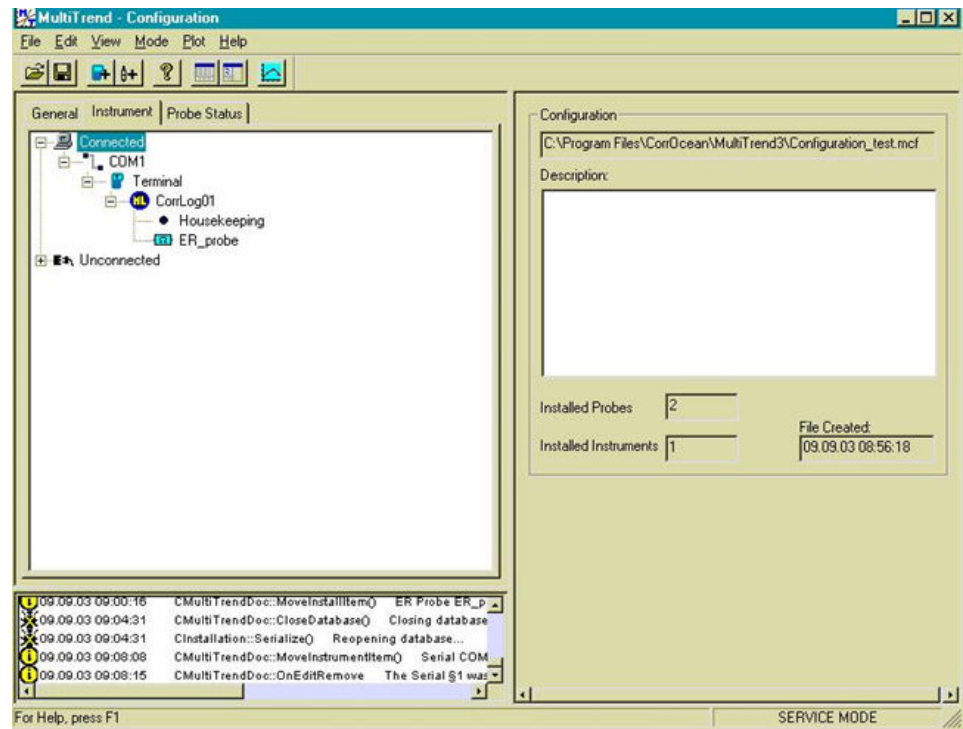 MultiTrend - Configuration
File Edit View Mode Plot Help
General Instrument Probe Status
Connected
COM1
Terminal
ML CorrLog01
Housekeeping
ER_probe
Unconnected
Configuration
C:\Program Files\CorrOcean\MultiTrend3\Configuration_test.mcf
Description:
Installed Probes 2
Installed Instruments 1
File Created:
09.09.03 08:56:18
09.09.03 09:00:16 CMultiTrendDoc::MoveInstallItem() ER Probe ER_p
09.09.03 09:04:31 CMultiTrendDoc::CloseDatabase() Closing database
09.09.03 09:04:31 CInstallation::Serialize() Reopening database...
09.09.03 09:08:08 CMultiTrendDoc::MoveInstrumentItem() Serial COM
09.09.03 09:08:15 CMultiTrendDoc::OnEditRemove The Serial §1 was
For Help, press F1
SERVICE MODE